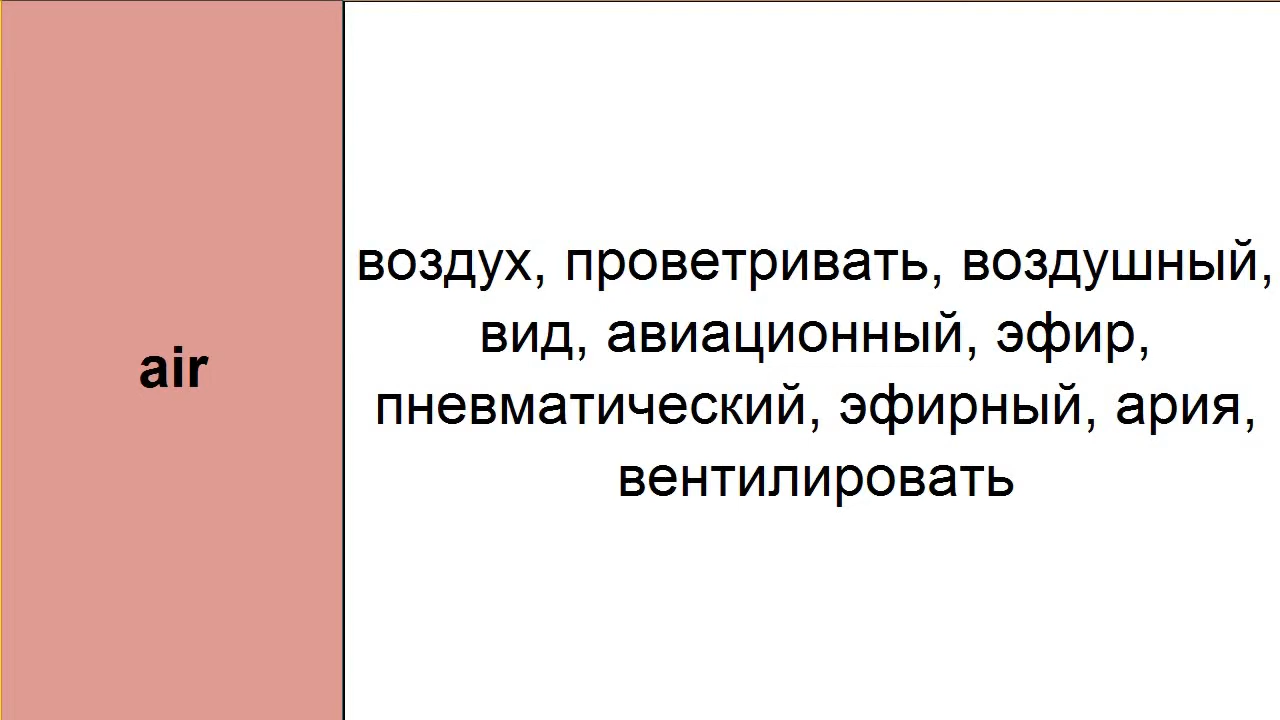 air
воздух, проветривать, воздушный,
вид, авиационный, эфир,
пневматический, эфирный, ария,
вентилировать